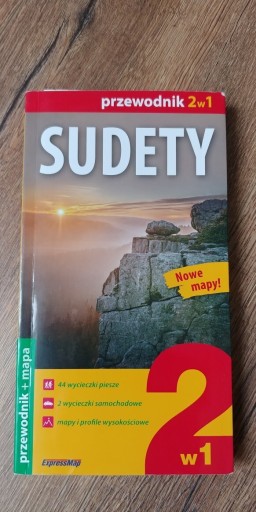 przewodnik 2w1
SUDETY
Nowe
mapy!
przewodnik + mapa
44 wycieczki piesze
2 wycieczki samochodowe
mapy i profile wysokościowe
2
w1
ExpressMap